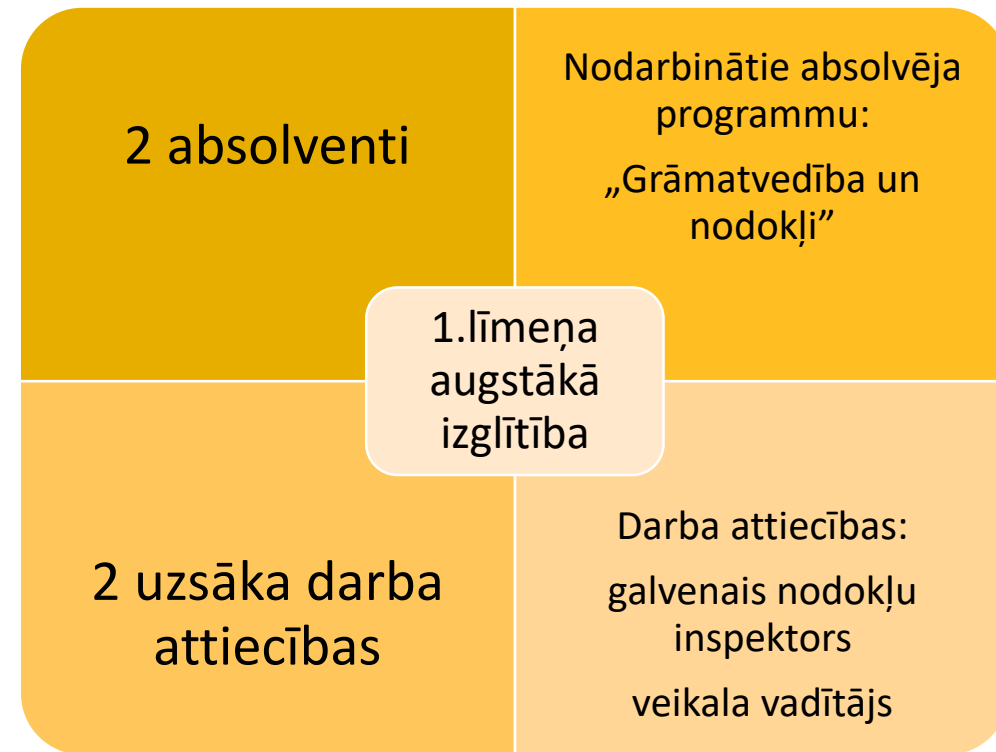 2 absolventi
Nodarbinātie absolvēja
programmu:
„Grāmatvedība un
nodokļi”
1.līmeņa
augstākā
izglītība
2 uzsāka darba
attiecības
Darba attiecības:
galvenais nodokļu
inspektors
veikala vadītājs